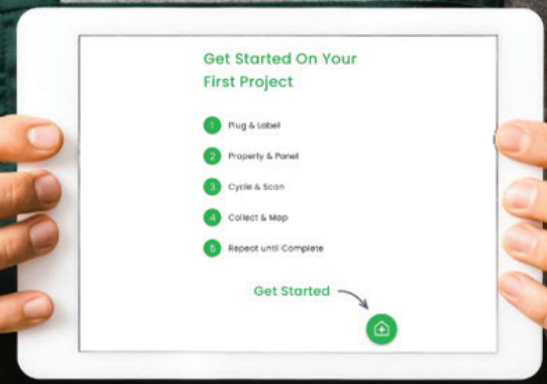 Get Started On Your
First Project
1 Plug & Label
2 Property & Panel
3 Cycle & Scan
4 Collect & Map
5 Repeat until Complete
Get Started